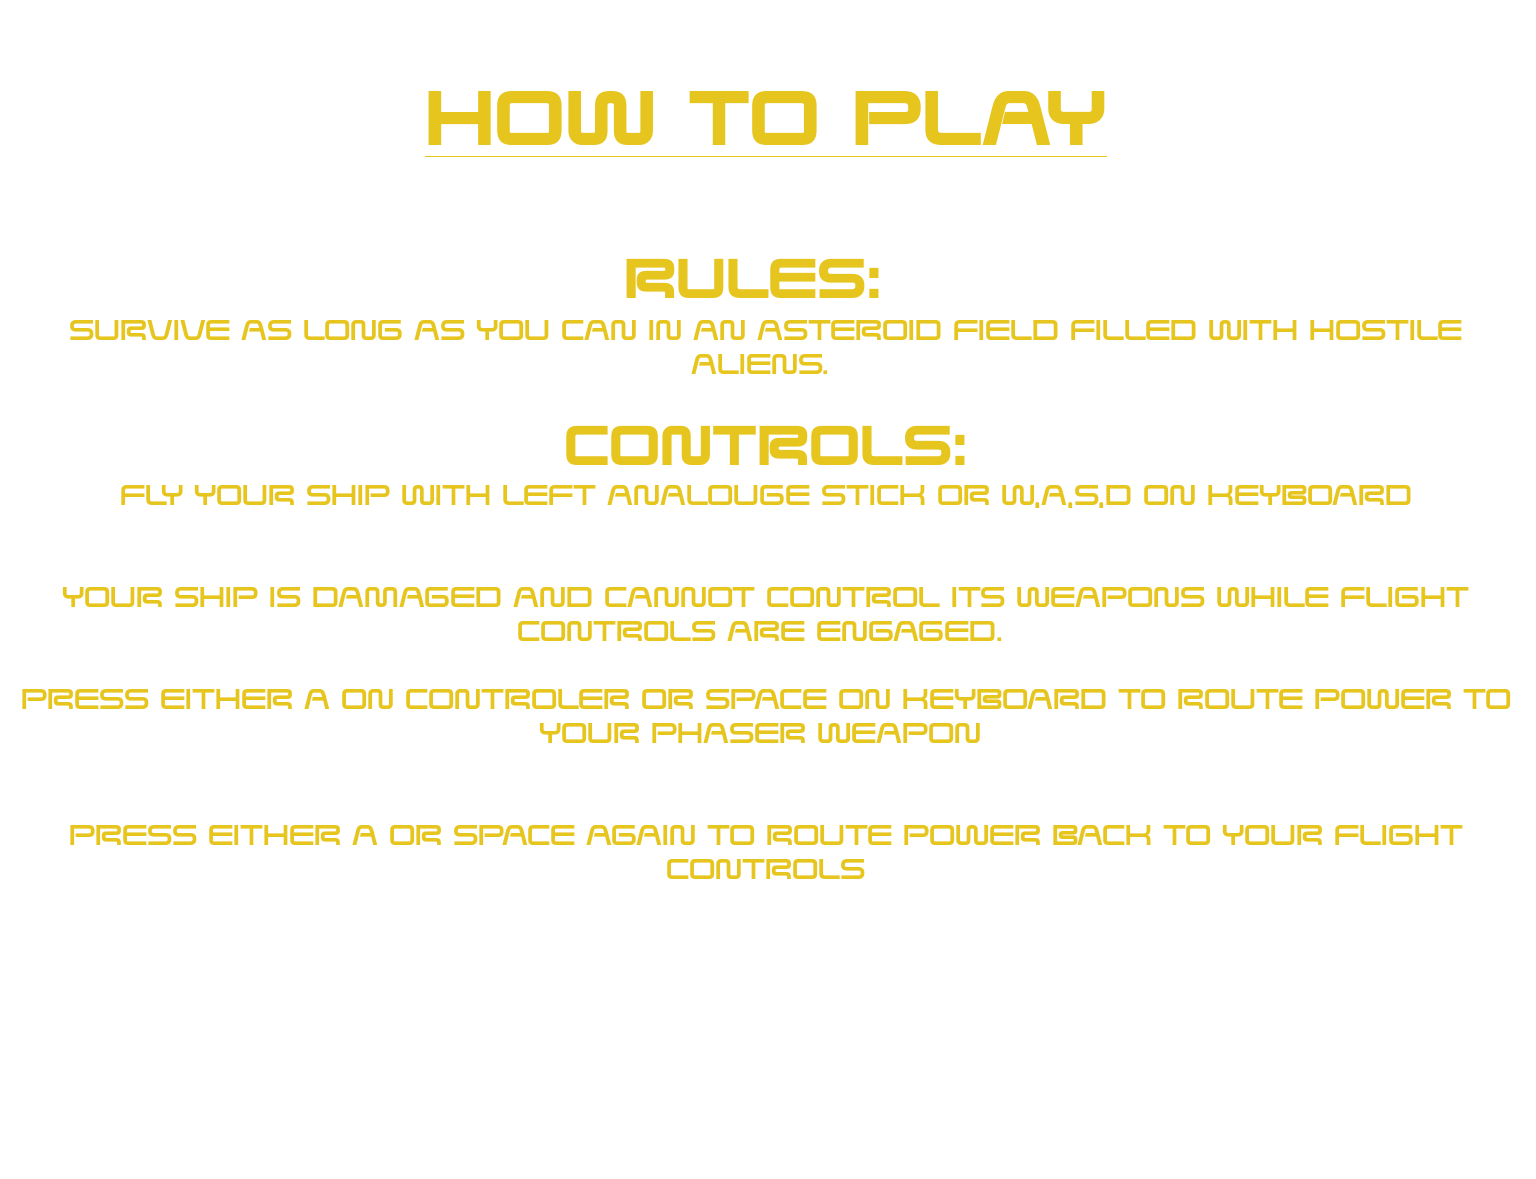 HOW TO PLAY
RULES:
SURVIVE AS LONG AS YOU CAN IN AN ASTEROID FIELD FILLED WITH HOSTILE
ALIENS.
CONTROLS:
FLY YOUR SHIP WITH LEFT ANALOUGE STICK OR W,A,S,D ON KEYBOARD
YOUR SHIP IS DAMAGED AND CANNOT CONTROL ITS WEAPONS WHILE FLIGHT
CONTROLS ARE ENGAGED.
PRESS EITHER A ON CONTROLER OR SPACE ON KEYBOARD TO ROUTE POWER TO
YOUR PHASER WEAPON
PRESS EITHER A OR SPACE AGAIN TO ROUTE POWER BACK TO YOUR FLIGHT
CONTROLS